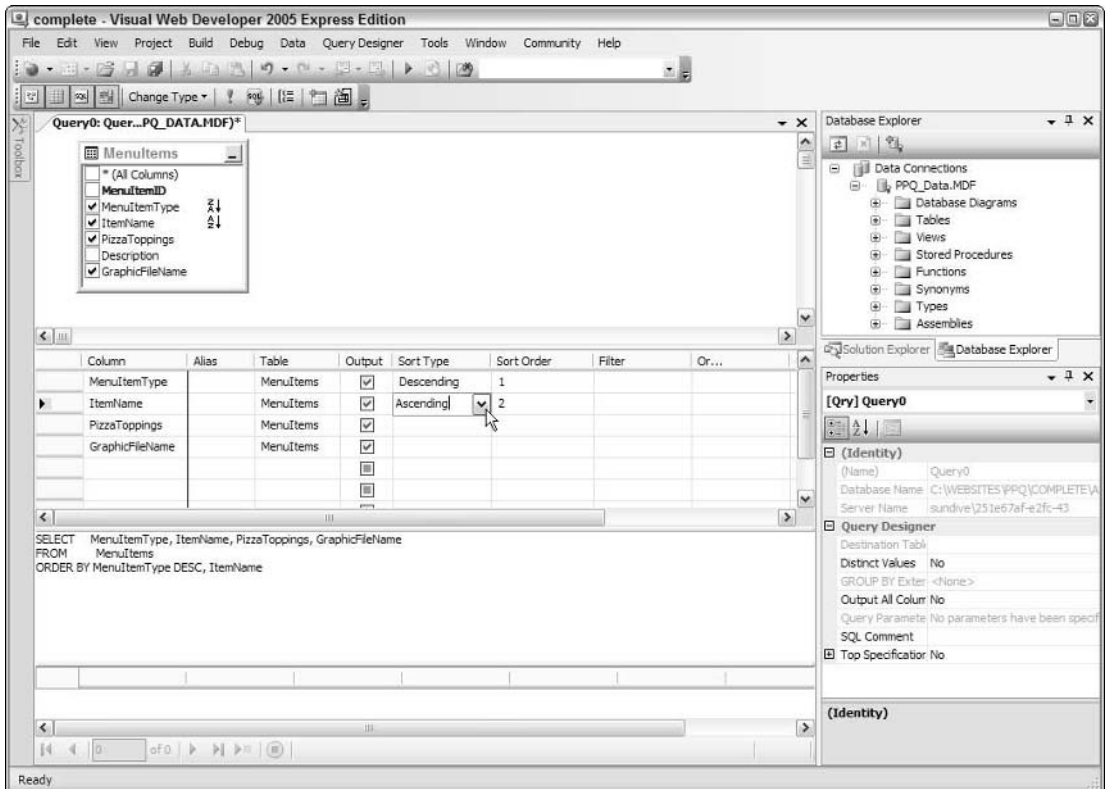 complete - Visual Web Developer 2005 Express Edition
File Edit View Project Build Debug Data Query Designer Tools Window Community Help
Change Type
Toolbox
Query0: Quer...PQ_DATA.MDF)*
MenuItems
* (All Columns)
MenuItemID
MenuItemType
ItemName
PizzaToppings
Description
GraphicFileName
Column Alias Table Output Sort Type Sort Order Filter Or...
MenuItemType MenuItems Descending 1
ItemName MenuItems Ascending 2
PizzaToppings MenuItems
GraphicFileName MenuItems
SELECT MenuItemType, ItemName, PizzaToppings, GraphicFileName
FROM MenuItems
ORDER BY MenuItemType DESC, ItemName
0 of 0
Ready
Database Explorer
Data Connections
PPQ_Data.MDF
Database Diagrams
Tables
Views
Stored Procedures
Functions
Synonyms
Types
Assemblies
Solution Explorer Database Explorer
Properties
[Qry] Query0
(Identity)
(Name) Query0
Database Name C:\WEBSITES\PPQ\COMPLETE\A
Server Name sundive\251e67af-e2fc-43
Query Designer
Destination Tabl
Distinct Values No
GROUP BY Exter <None>
Output All Colum No
Query Paramete No parameters have been specif
SQL Comment
Top Specification No
(Identity)